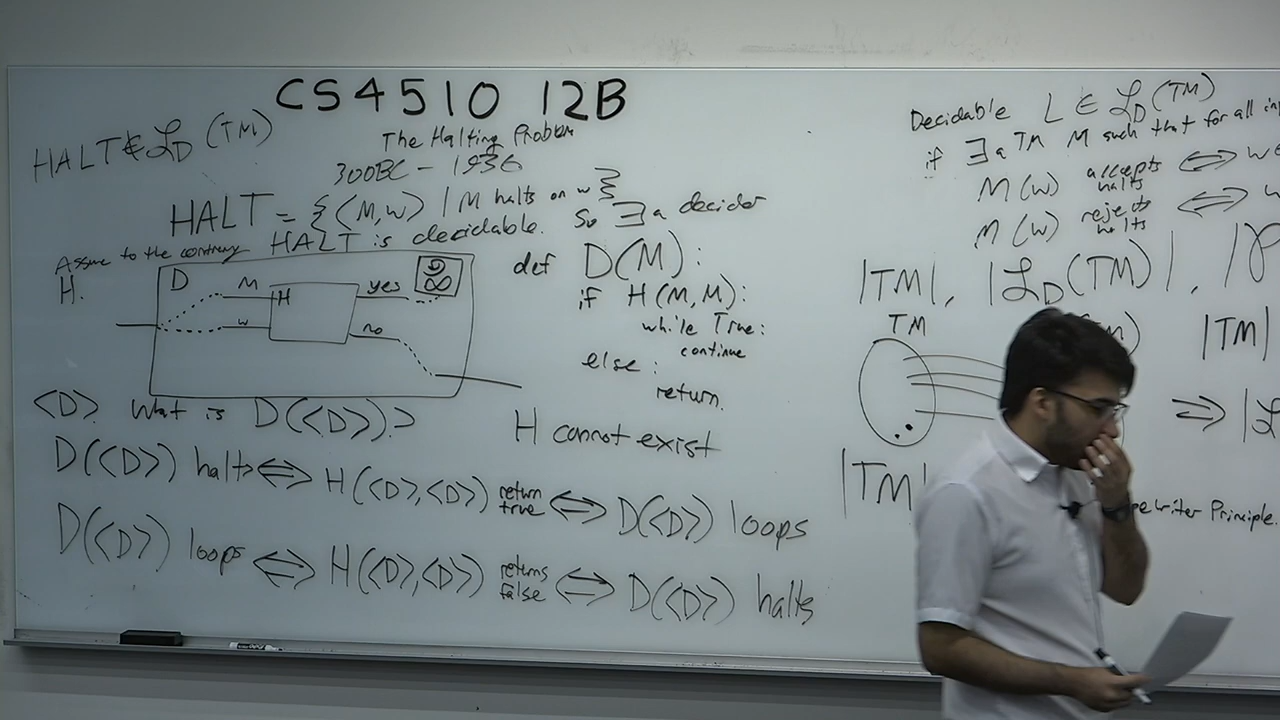 CS4510 12B
HALT ∉ ℒ_D (TM)
The Halting Problem
300BC - 1936
HALT = {(M,w) | M halts on w}
Assume to the contrary HALT is decidable. So ∃ a decider
H.
D
M
w
H
yes
no
∞
def D(M):
if H(M,M):
while True:
continue
else:
return.
<D>. What is D(<D>)?
H cannot exist
D(<D>) halts ⟺ H(<D>,<D>) return true ⟺ D(<D>) loops
D(<D>) loops ⟺ H(<D>,<D>) returns false ⟺ D(<D>) halts
Decidable L ∈ ℒ_D (TM)
if ∃ a TM M such that for all
M(w) accepts halts ⟺ w
M(w) rejects halts ⟺
|TM|, |ℒ_D(TM)|,
TM
|TM|
⇒ |ℒ
|TM
Principle.